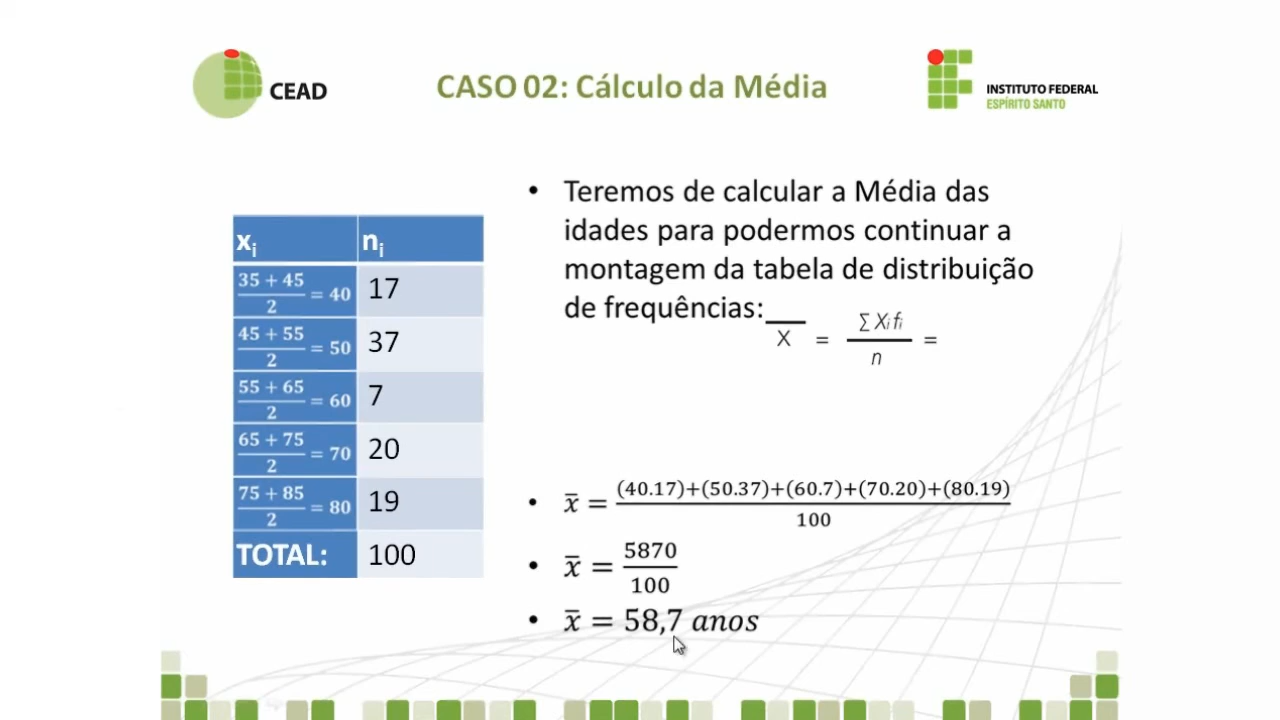 CEAD
CASO 02: Cálculo da Média
INSTITUTO FEDERAL
ESPÍRITO SANTO
• Teremos de calcular a Média das
idades para podermos continuar a
montagem da tabela de distribuição
de frequências:
X̅ = ∑ Xi fi / n =
xi ni
35 + 45 / 2 = 40 17
45 + 55 / 2 = 50 37
55 + 65 / 2 = 60 7
65 + 75 / 2 = 70 20
75 + 85 / 2 = 80 19
TOTAL: 100
• x̅ = (40.17)+(50.37)+(60.7)+(70.20)+(80.19) / 100
• x̅ = 5870 / 100
• x̅ = 58,7 anos